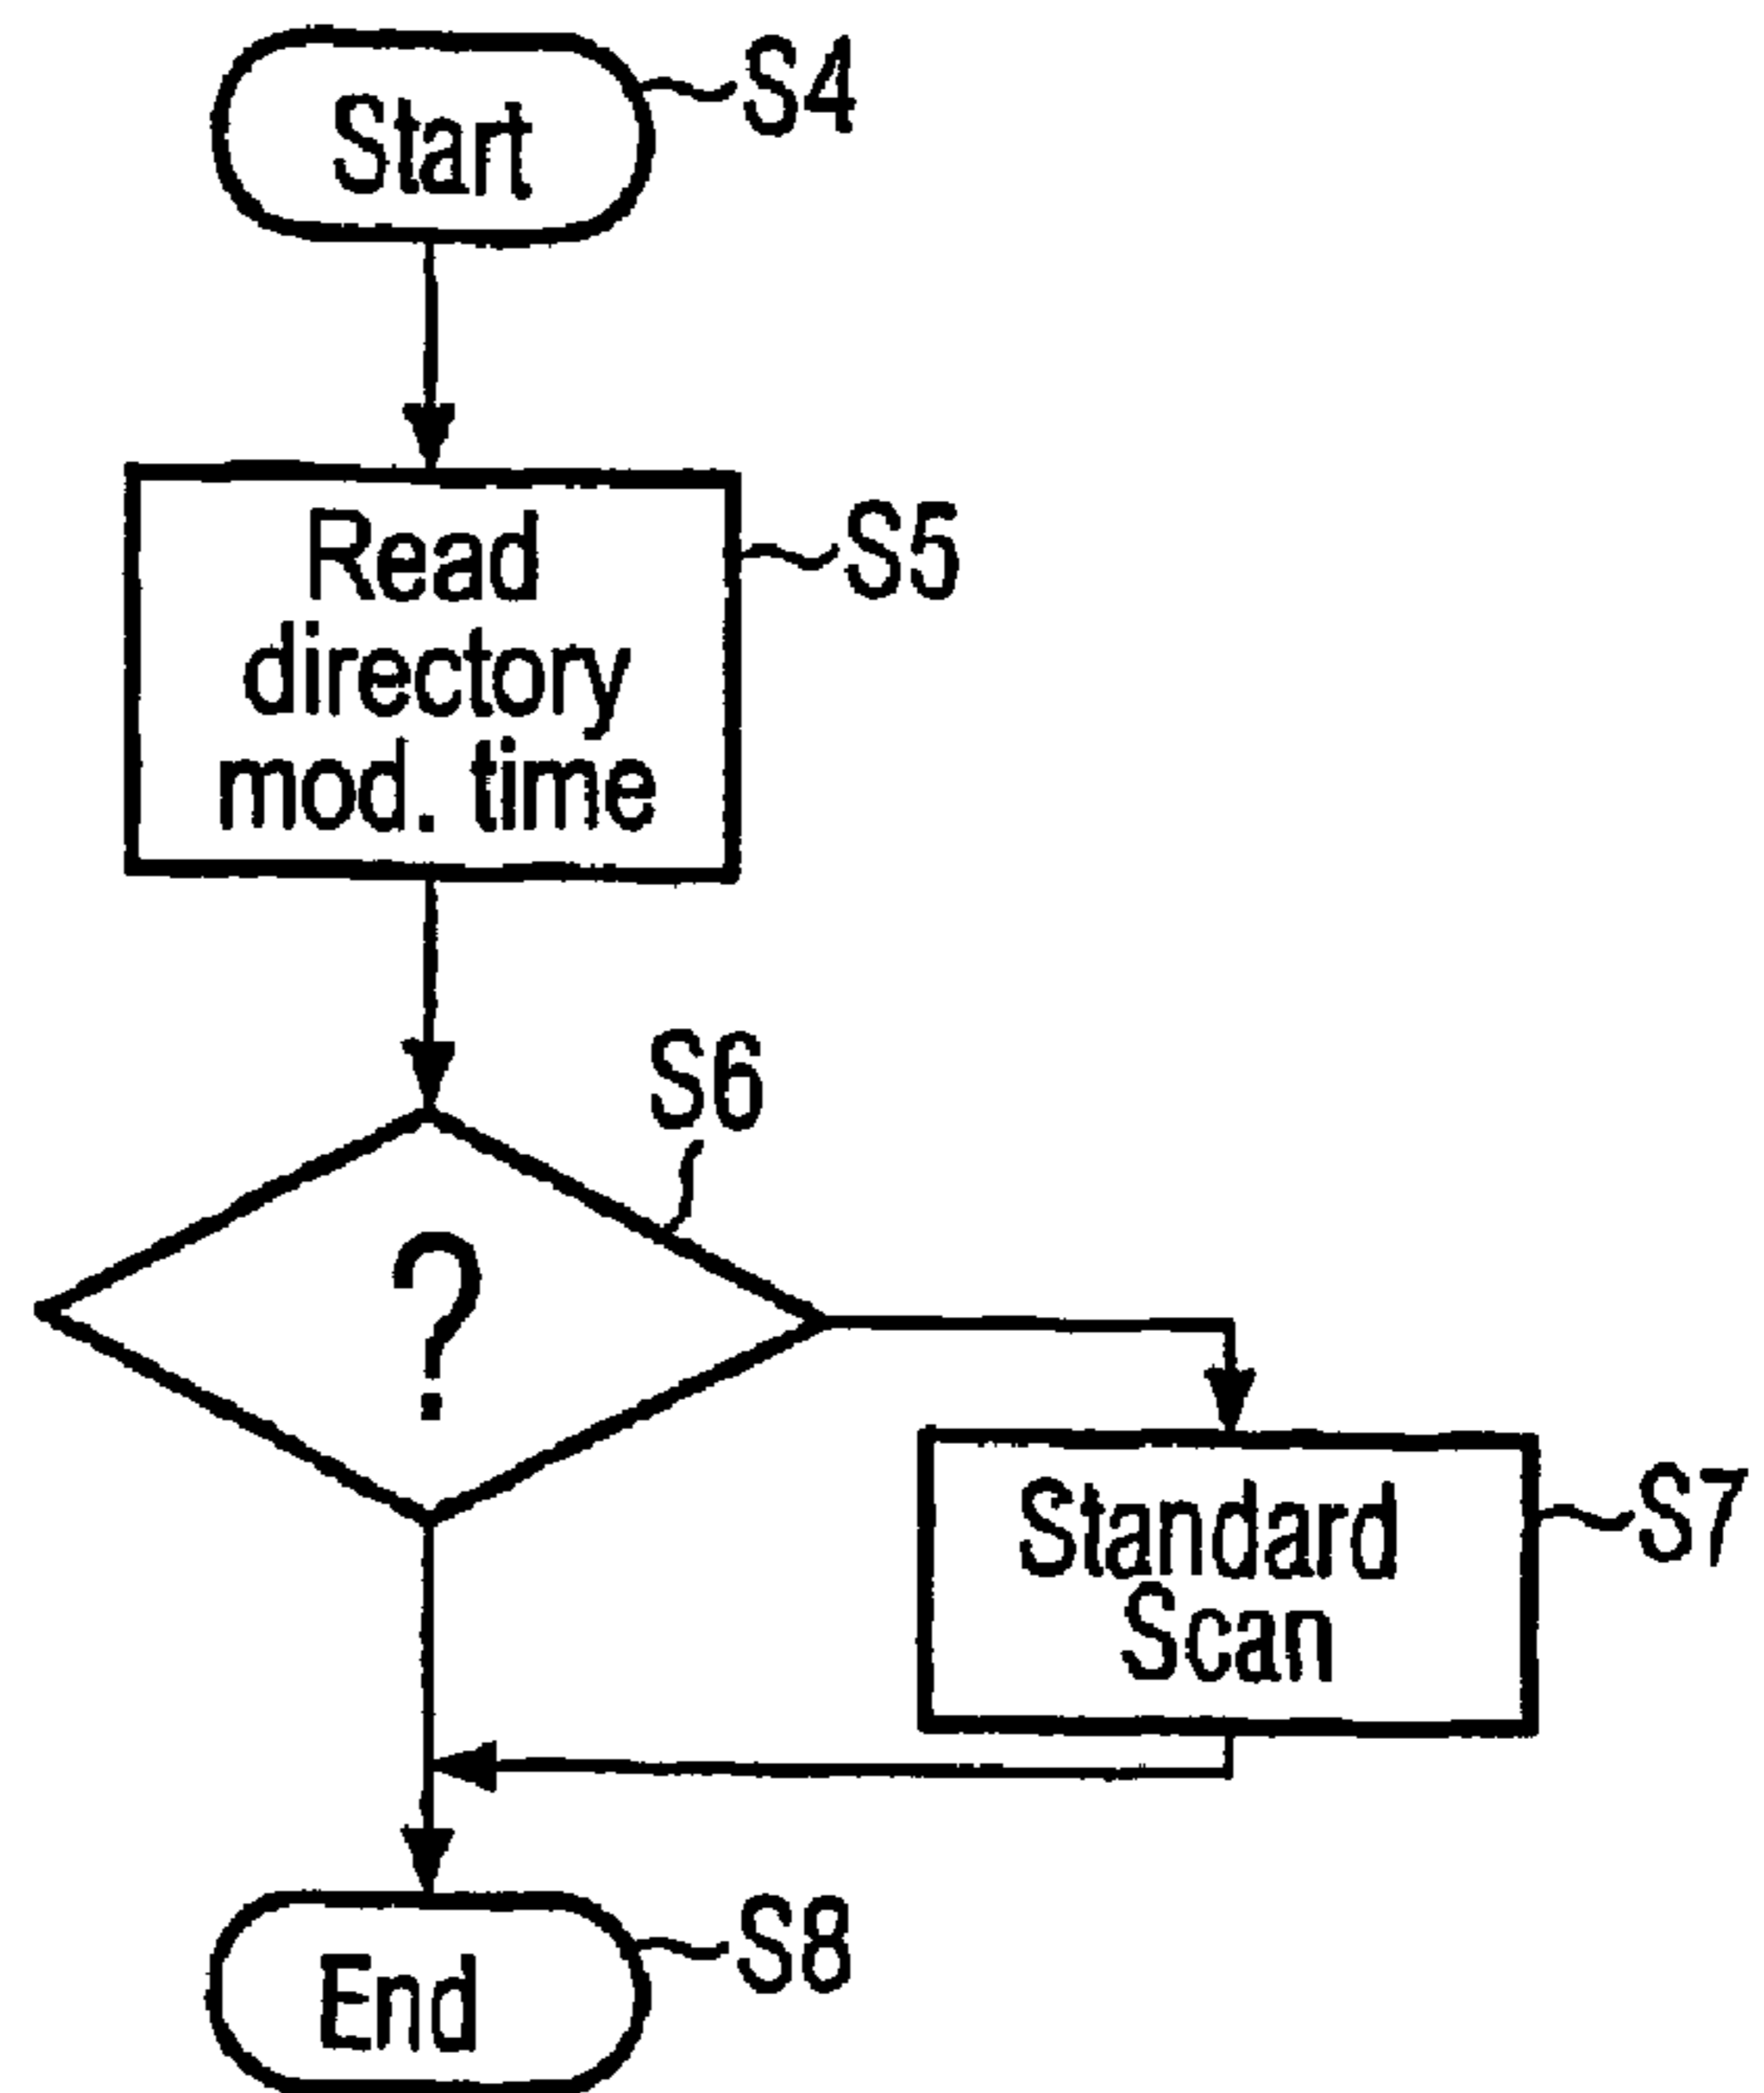 Start
S4
Read
directory
mod. time
S5
S6
?
Standard
Scan
S7
End
S8